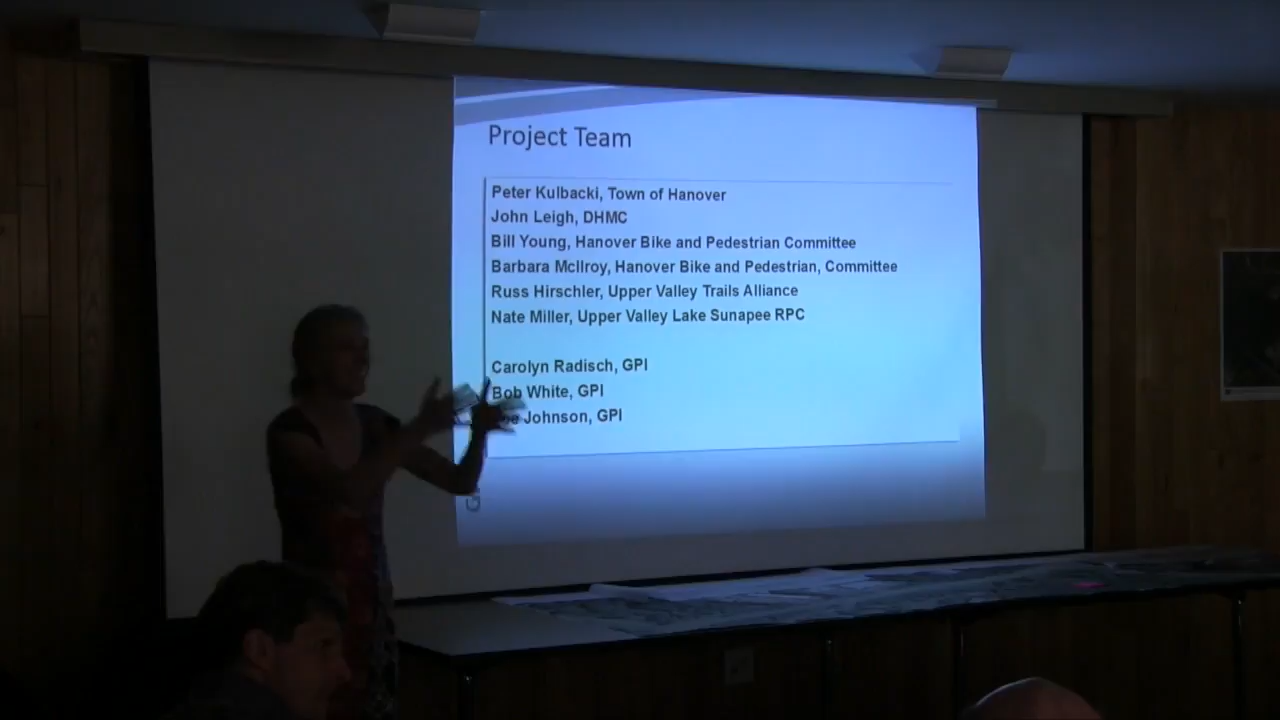 Project Team
Peter Kulbacki, Town of Hanover
John Leigh, DHMC
Bill Young, Hanover Bike and Pedestrian Committee
Barbara McIlroy, Hanover Bike and Pedestrian, Committee
Russ Hirschler, Upper Valley Trails Alliance
Nate Miller, Upper Valley Lake Sunapee RPC
Carolyn Radisch, GPI
Bob White, GPI
Johnson, GPI